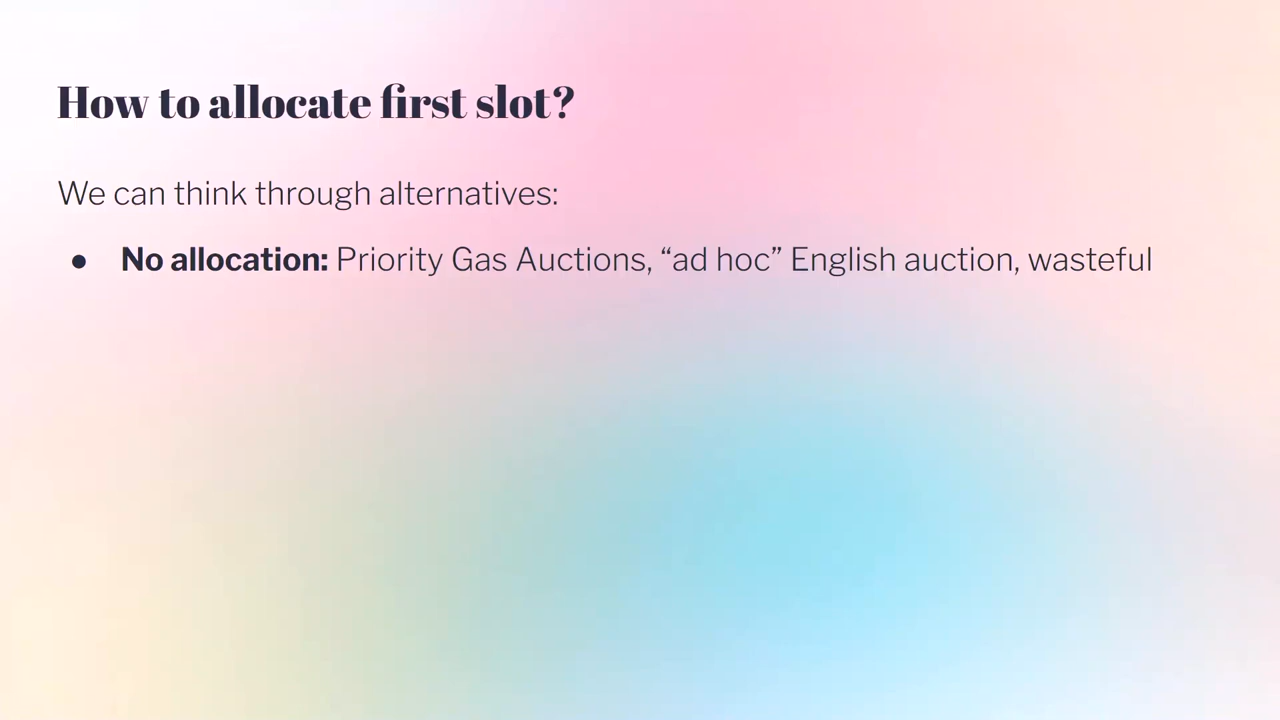 How to allocate first slot?
We can think through alternatives:
● No allocation: Priority Gas Auctions, “ad hoc” English auction, wasteful